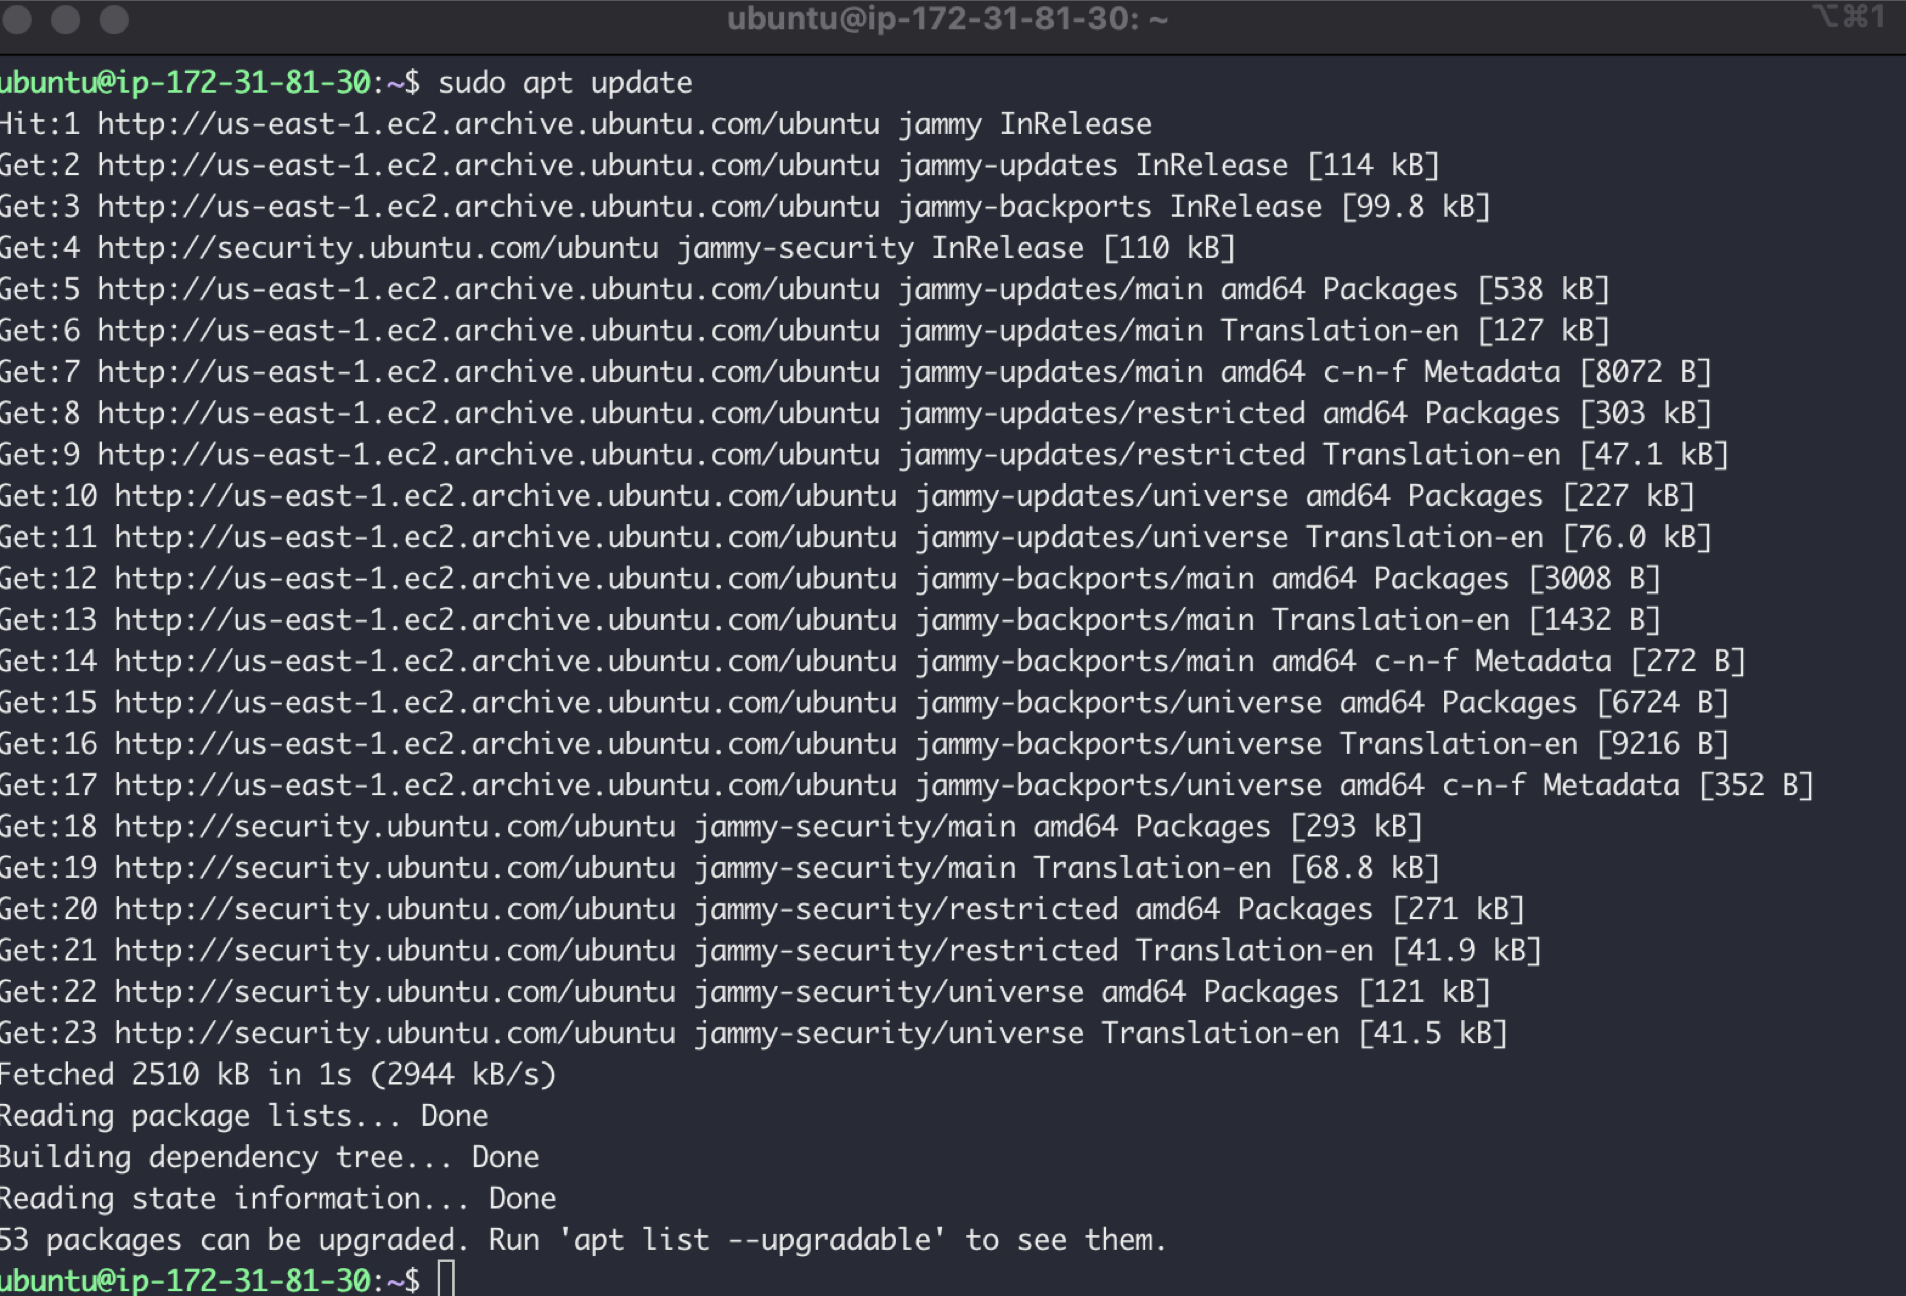 ubuntu@ip-172-31-81-30: ~
⌥⌘1
ubuntu@ip-172-31-81-30:~$ sudo apt update
Hit:1 http://us-east-1.ec2.archive.ubuntu.com/ubuntu jammy InRelease
Get:2 http://us-east-1.ec2.archive.ubuntu.com/ubuntu jammy-updates InRelease [114 kB]
Get:3 http://us-east-1.ec2.archive.ubuntu.com/ubuntu jammy-backports InRelease [99.8 kB]
Get:4 http://security.ubuntu.com/ubuntu jammy-security InRelease [110 kB]
Get:5 http://us-east-1.ec2.archive.ubuntu.com/ubuntu jammy-updates/main amd64 Packages [538 kB]
Get:6 http://us-east-1.ec2.archive.ubuntu.com/ubuntu jammy-updates/main Translation-en [127 kB]
Get:7 http://us-east-1.ec2.archive.ubuntu.com/ubuntu jammy-updates/main amd64 c-n-f Metadata [8072 B]
Get:8 http://us-east-1.ec2.archive.ubuntu.com/ubuntu jammy-updates/restricted amd64 Packages [303 kB]
Get:9 http://us-east-1.ec2.archive.ubuntu.com/ubuntu jammy-updates/restricted Translation-en [47.1 kB]
Get:10 http://us-east-1.ec2.archive.ubuntu.com/ubuntu jammy-updates/universe amd64 Packages [227 kB]
Get:11 http://us-east-1.ec2.archive.ubuntu.com/ubuntu jammy-updates/universe Translation-en [76.0 kB]
Get:12 http://us-east-1.ec2.archive.ubuntu.com/ubuntu jammy-backports/main amd64 Packages [3008 B]
Get:13 http://us-east-1.ec2.archive.ubuntu.com/ubuntu jammy-backports/main Translation-en [1432 B]
Get:14 http://us-east-1.ec2.archive.ubuntu.com/ubuntu jammy-backports/main amd64 c-n-f Metadata [272 B]
Get:15 http://us-east-1.ec2.archive.ubuntu.com/ubuntu jammy-backports/universe amd64 Packages [6724 B]
Get:16 http://us-east-1.ec2.archive.ubuntu.com/ubuntu jammy-backports/universe Translation-en [9216 B]
Get:17 http://us-east-1.ec2.archive.ubuntu.com/ubuntu jammy-backports/universe amd64 c-n-f Metadata [352 B]
Get:18 http://security.ubuntu.com/ubuntu jammy-security/main amd64 Packages [293 kB]
Get:19 http://security.ubuntu.com/ubuntu jammy-security/main Translation-en [68.8 kB]
Get:20 http://security.ubuntu.com/ubuntu jammy-security/restricted amd64 Packages [271 kB]
Get:21 http://security.ubuntu.com/ubuntu jammy-security/restricted Translation-en [41.9 kB]
Get:22 http://security.ubuntu.com/ubuntu jammy-security/universe amd64 Packages [121 kB]
Get:23 http://security.ubuntu.com/ubuntu jammy-security/universe Translation-en [41.5 kB]
Fetched 2510 kB in 1s (2944 kB/s)
Reading package lists... Done
Building dependency tree... Done
Reading state information... Done
53 packages can be upgraded. Run 'apt list --upgradable' to see them.
ubuntu@ip-172-31-81-30:~$